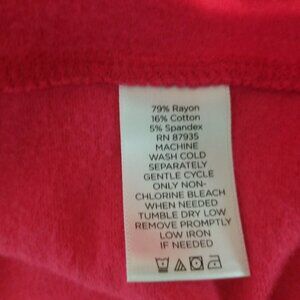 79% Rayon
16% Cotton
5% Spandex
RN 87935
MACHINE
WASH COLD
SEPARATELY
GENTLE CYCLE
ONLY NON-
CHLORINE BLEACH
WHEN NEEDED
TUMBLE DRY LOW
REMOVE PROMPTLY
LOW IRON
IF NEEDED